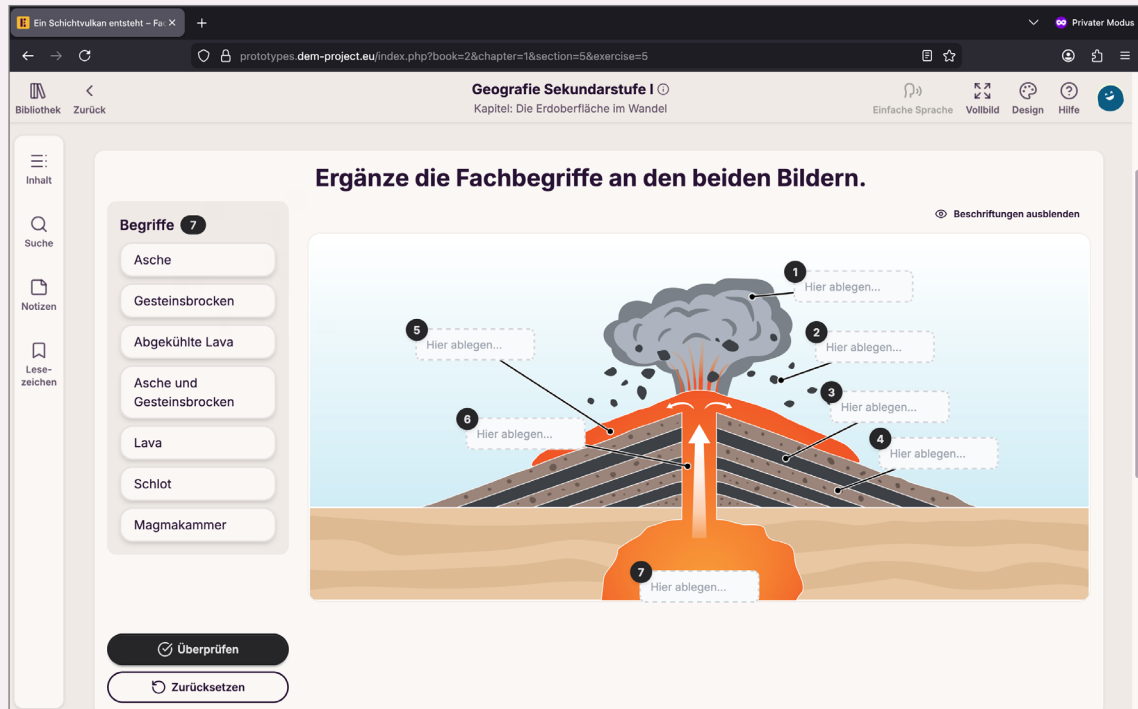 Ein Schichtvulkan entsteht – Fac
Privater Modus
prototypes.dem-project.eu/index.php?book=2&chapter=1&section=5&exercise=5
Bibliothek
Zurück
Geografie Sekundarstufe I
Kapitel: Die Erdoberfläche im Wandel
Einfache Sprache
Vollbild
Design
Hilfe
Inhalt
Suche
Notizen
Lese-
zeichen
Ergänze die Fachbegriffe an den beiden Bildern.
Begriffe 7
Asche
Gesteinsbrocken
Abgekühlte Lava
Asche und
Gesteinsbrocken
Lava
Schlot
Magmakammer
Überprüfen
Zurücksetzen
Beschriftungen ausblenden
1 Hier ablegen...
2 Hier ablegen...
3 Hier ablegen...
4 Hier ablegen...
5 Hier ablegen...
6 Hier ablegen...
7 Hier ablegen...